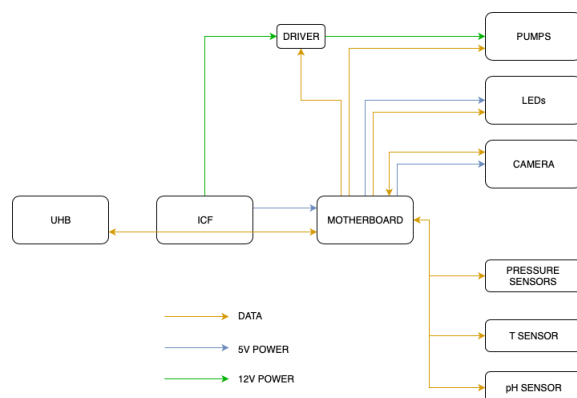 DRIVER
PUMPS
LEDs
CAMERA
UHB
ICF
MOTHERBOARD
PRESSURE
SENSORS
T SENSOR
pH SENSOR
DATA
5V POWER
12V POWER